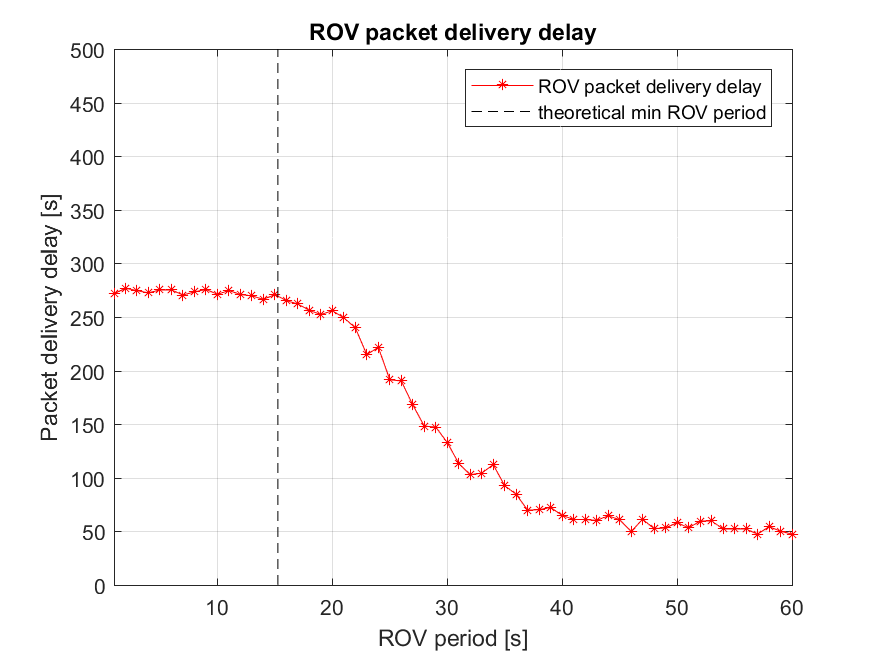 ROV packet delivery delay
500
450
400
350
300
250
200
150
100
50
0
Packet delivery delay [s]
ROV packet delivery delay
theoretical min ROV period
10 20 30 40 50 60
ROV period [s]